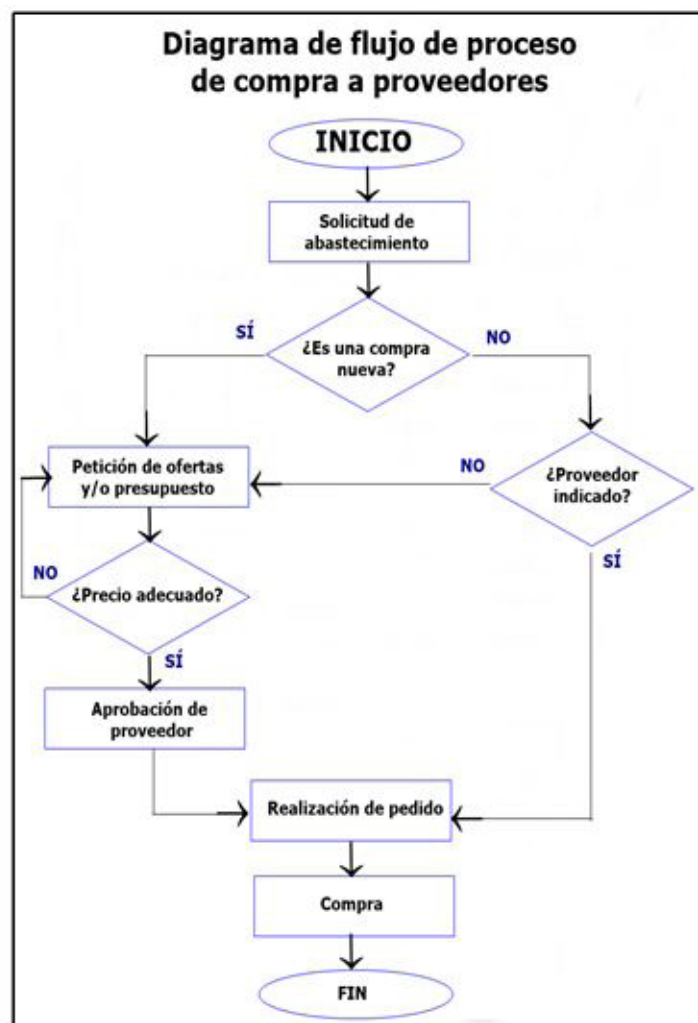 Diagrama de flujo de proceso
de compra a proveedores
INICIO
Solicitud de
abastecimiento
SÍ
¿Es una compra
nueva?
NO
Petición de ofertas
y/o presupuesto
NO
¿Proveedor
indicado?
NO
¿Precio adecuado?
SÍ
SÍ
Aprobación de
proveedor
Realización de pedido
Compra
FIN